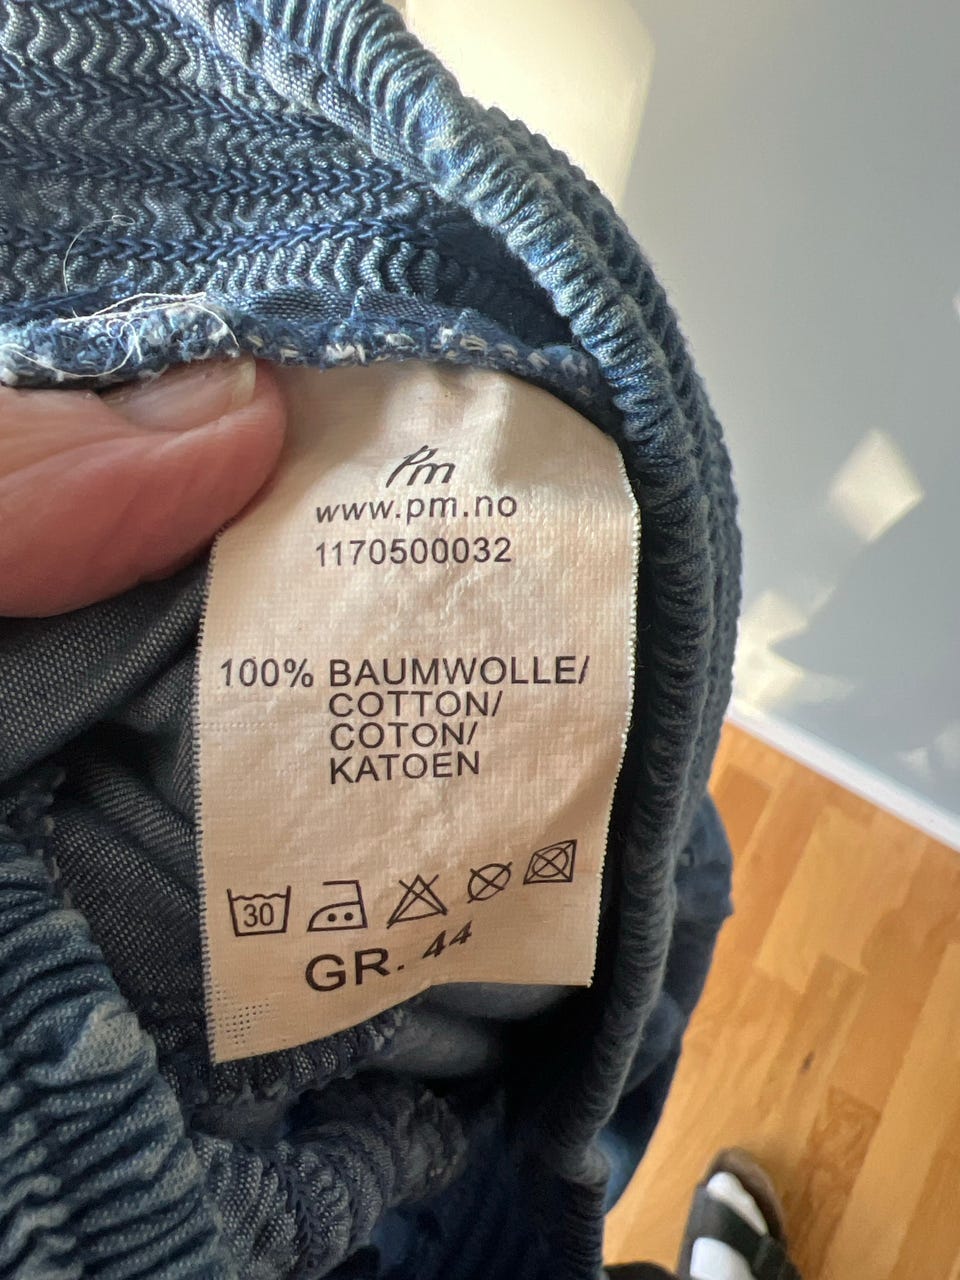 Pm
www.pm.no
1170500032
100% BAUMWOLLE/
COTTON/
COTON/
KATOEN
30
GR. 44